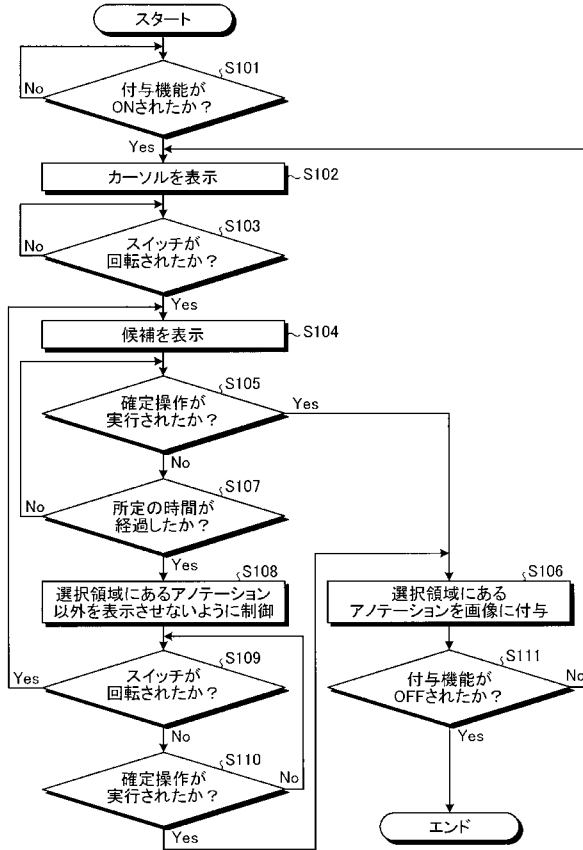 スタート
S101
付与機能が
ONされたか？
No
Yes
カーソルを表示
S102
S103
スイッチが
回転されたか？
No
Yes
候補を表示
S104
S105
確定操作が
実行されたか？
Yes
No
S107
所定の時間が
経過したか？
No
Yes
S108
選択領域にあるアノテーション
以外を表示させないように制御
S106
選択領域にある
アノテーションを画像に付与
S109
スイッチが
回転されたか？
Yes
No
S111
付与機能が
OFFされたか？
No
Yes
S110
確定操作が
実行されたか？
No
Yes
エンド